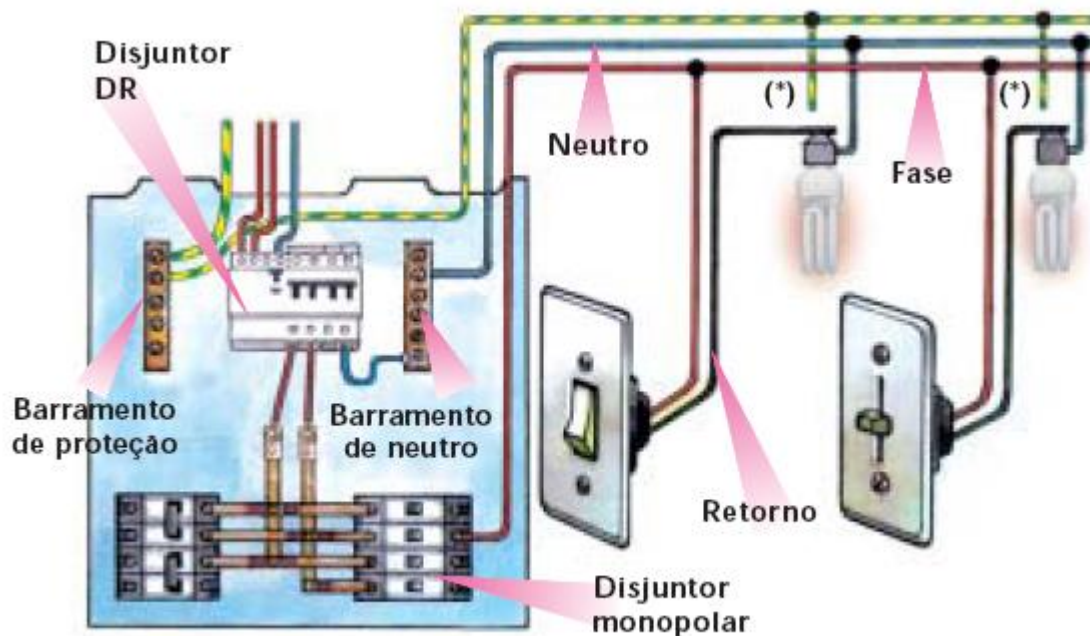 Disjuntor
DR
Neutro
(*)
Fase
(*)
Barramento
de proteção
Barramento
de neutro
Retorno
Disjuntor
monopolar